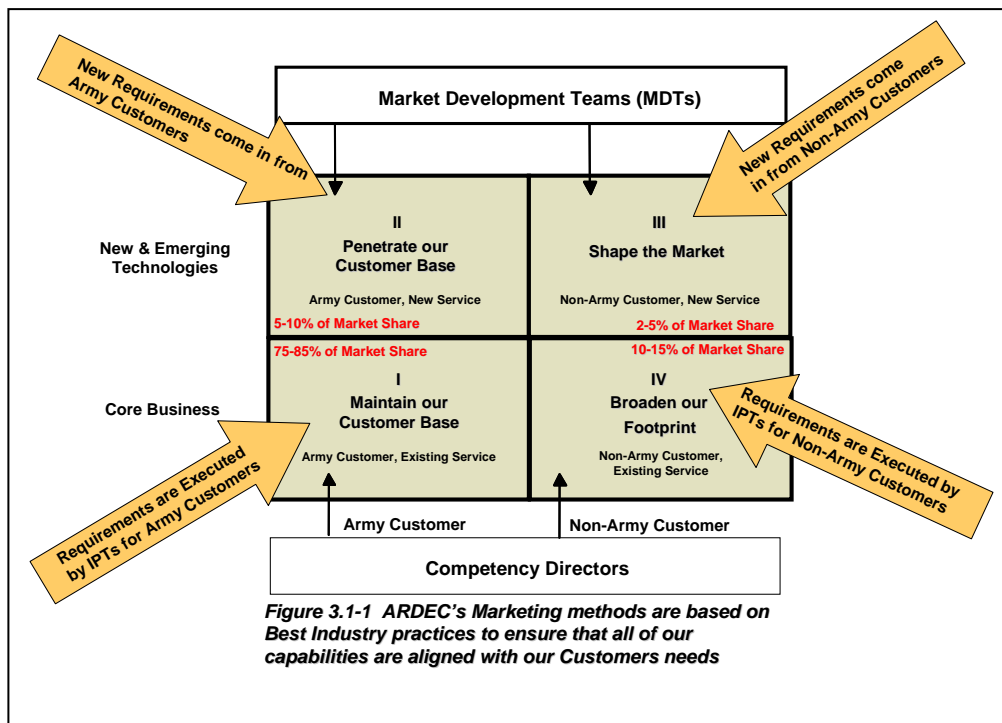 New Requirements come in from
Army Customers
New Requirements come
in from Non-Army Customers
Market Development Teams (MDTs)
New & Emerging
Technologies
II
Penetrate our
Customer Base
Army Customer, New Service
5-10% of Market Share
III
Shape the Market
Non-Army Customer, New Service
2-5% of Market Share
Core Business
75-85% of Market Share
I
Maintain our
Customer Base
Army Customer, Existing Service
10-15% of Market Share
IV
Broaden our
Footprint
Non-Army Customer,
Existing Service
Requirements are Executed
by IPTs for Army Customers
Requirements are Executed by
IPTs for Non-Army Customers
Army Customer
Non-Army Customer
Competency Directors
Figure 3.1-1 ARDEC's Marketing methods are based on
Best Industry practices to ensure that all of our
capabilities are aligned with our Customers needs